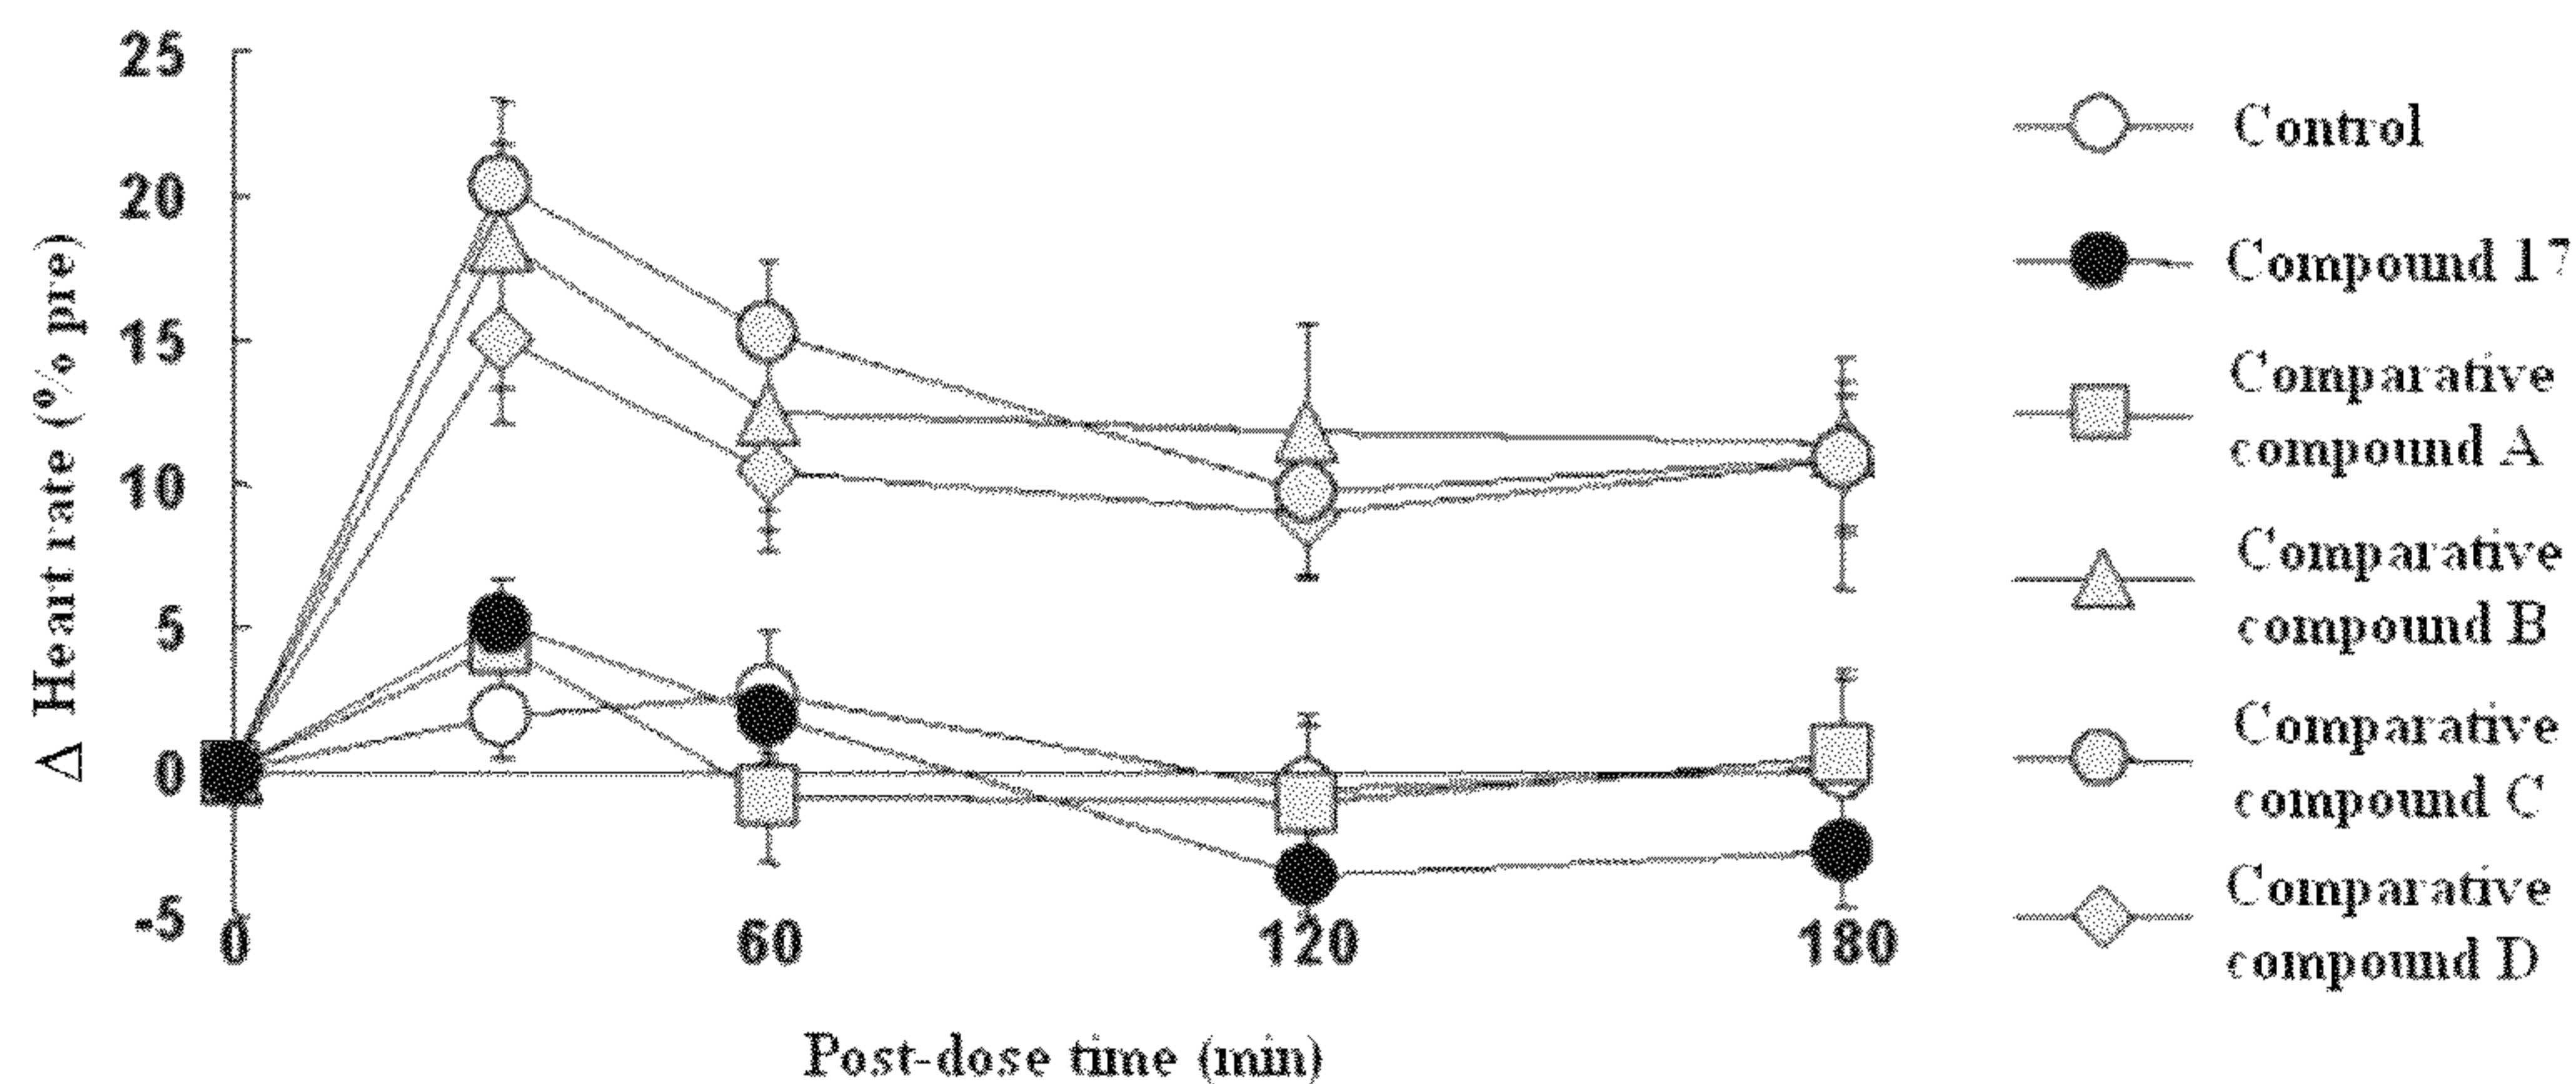 25
20
15
10
5
0
-5
Δ Heart rate (% pre)
0 60 120 180
Post-dose time (min)
Control
Compound 17
Comparative
compound A
Comparative
compound B
Comparative
compound C
Comparative
compound D